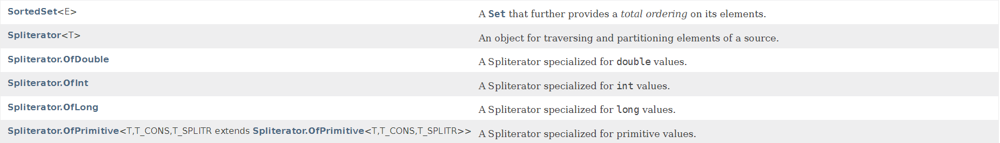 SortedSet<E> A Set that further provides a total ordering on its elements.
Spliterator<T> An object for traversing and partitioning elements of a source.
Spliterator.OfDouble A Spliterator specialized for double values.
Spliterator.OfInt A Spliterator specialized for int values.
Spliterator.OfLong A Spliterator specialized for long values.
Spliterator.OfPrimitive<T,T_CONS,T_SPLITR extends Spliterator.OfPrimitive<T,T_CONS,T_SPLITR>> A Spliterator specialized for primitive values.